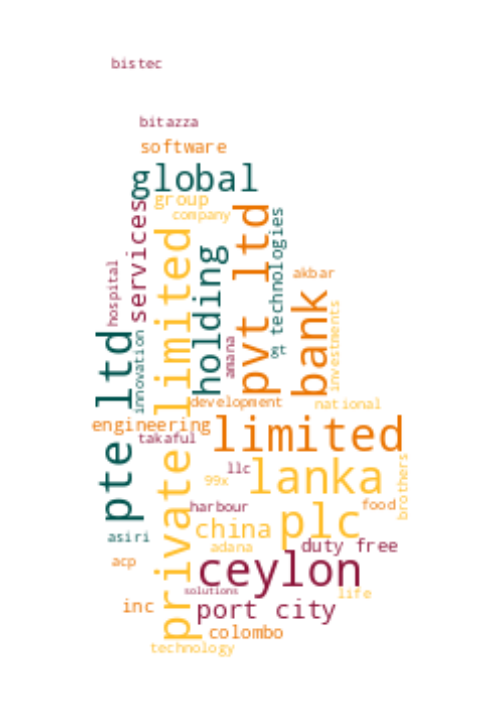 bistec
bitazza
software
global
group
company
services
pvt ltd
technologies
private limited
holding
hospital
akbar
bank
investments
innovation
pte ltd
amana
gt
development
national
engineering
limited
takaful
llc
lanka
99x
brothers
harbour
food
plc
china
asiri
adana
duty free
acp
ceylon
solutions
life
inc
port city
colombo
technology